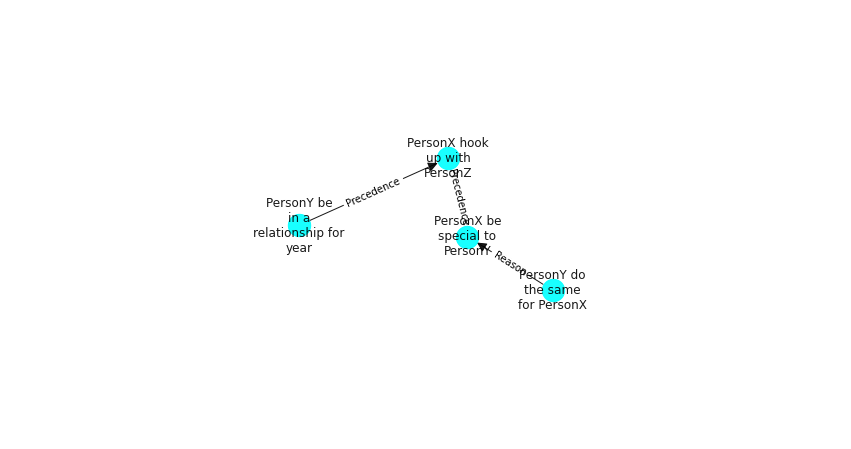 PersonX hook
up with
PersonZ
Precedence
Precedence
PersonY be
in a
relationship for
year
PersonX be
special to
PersonY
Reason
PersonY do
the same
for PersonX